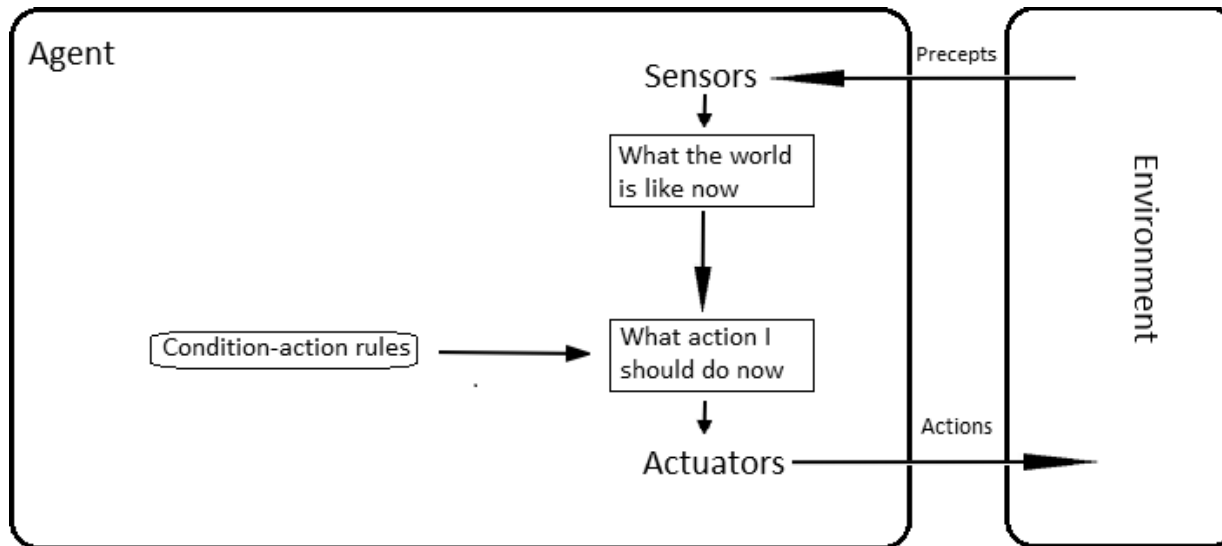 Agent
Precepts
Sensors
What the world
is like now
Environment
Condition-action rules
What action I
should do now
Actions
Actuators